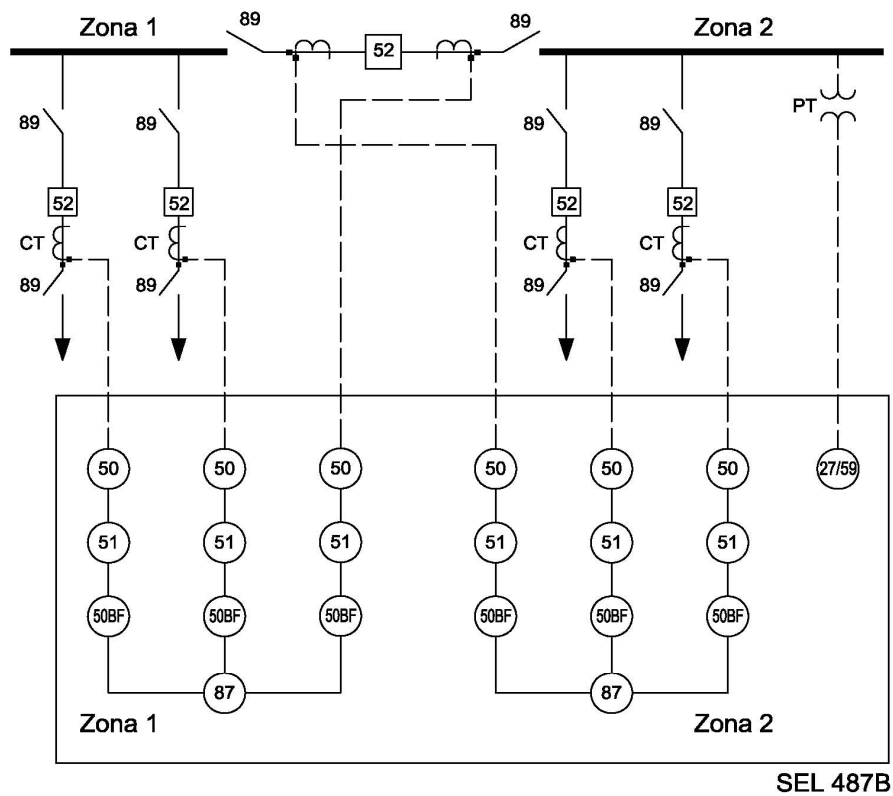 Zona 1 89 89 Zona 2
52
89 89 89 89 PT
52 52 52 52
CT CT CT CT
89 89 89 89
50 50 50 50 50 50 27/59
51 51 51 51 51 51
50BF 50BF 50BF 50BF 50BF 50BF
87 87
Zona 1 Zona 2
SEL 487B